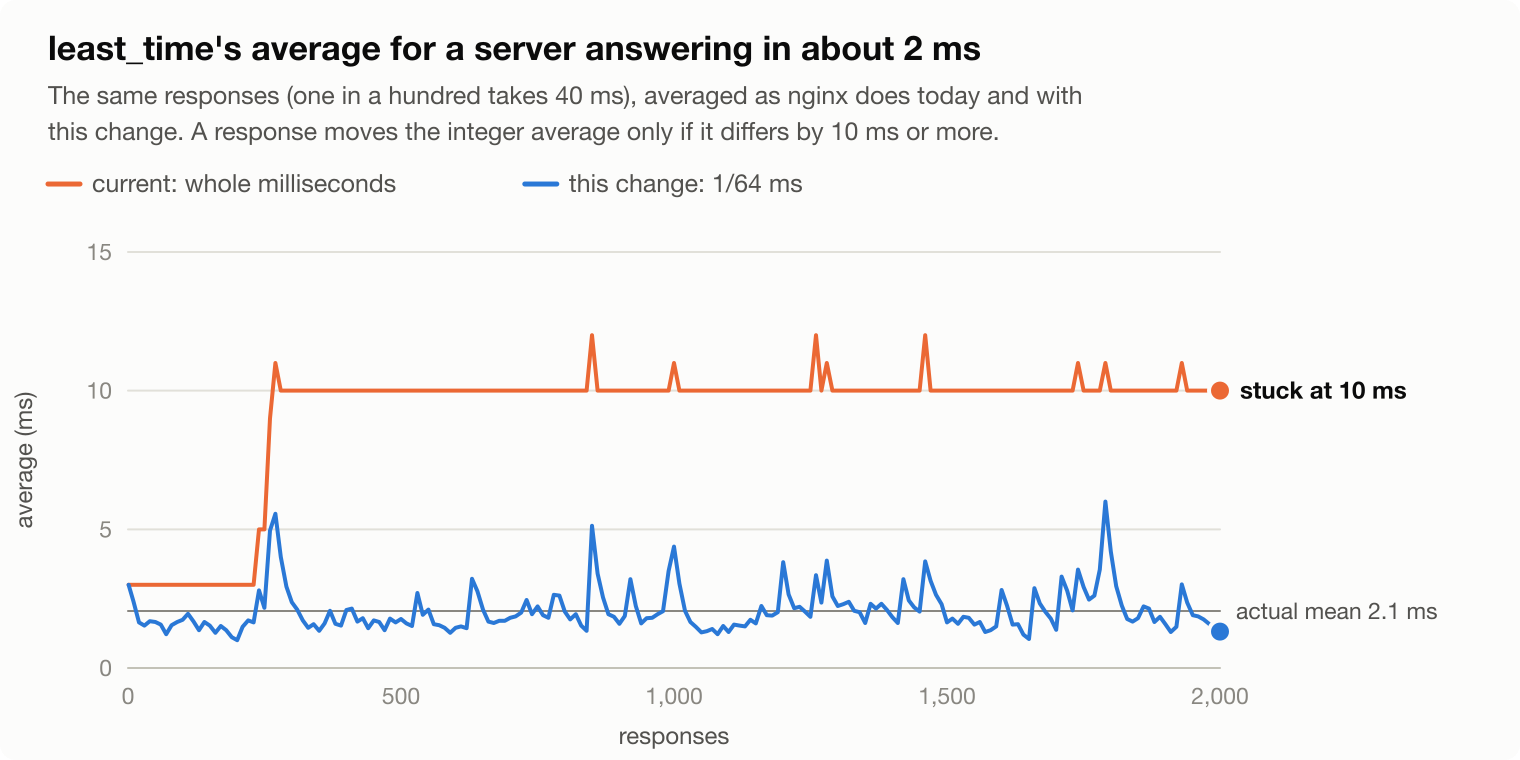 least_time's average for a server answering in about 2 ms
The same responses (one in a hundred takes 40 ms), averaged as nginx does today and with
this change. A response moves the integer average only if it differs by 10 ms or more.
current: whole milliseconds
this change: 1/64 ms
15
10
5
0
average (ms)
stuck at 10 ms
actual mean 2.1 ms
0
500
1,000
1,500
2,000
responses